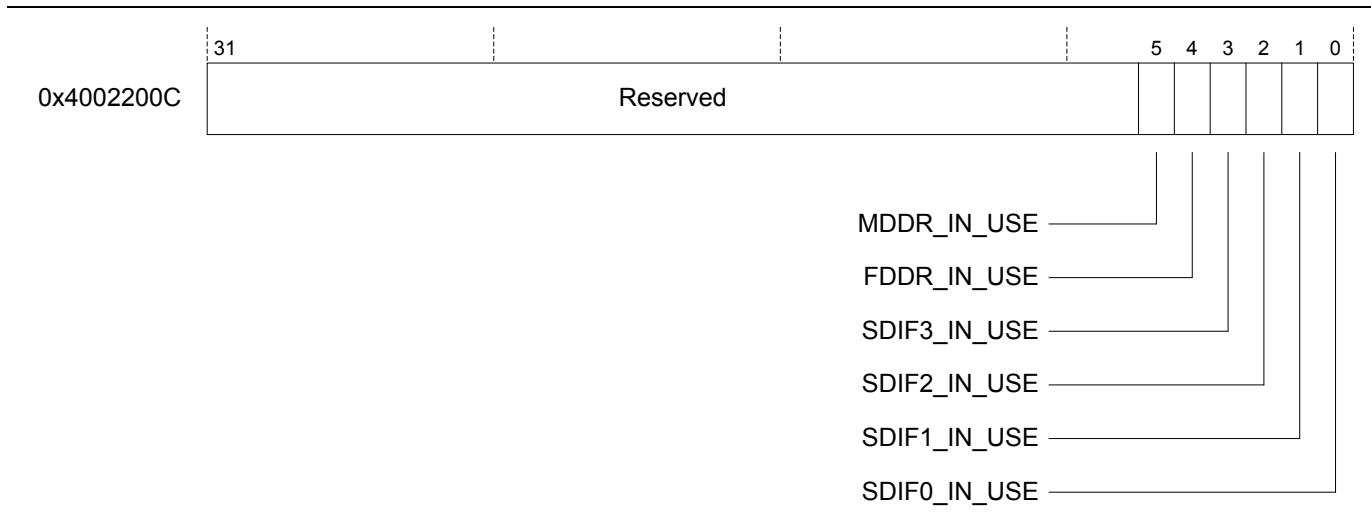 31 5 4 3 2 1 0
0x4002200C Reserved
MDDR_IN_USE
FDDR_IN_USE
SDIF3_IN_USE
SDIF2_IN_USE
SDIF1_IN_USE
SDIF0_IN_USE